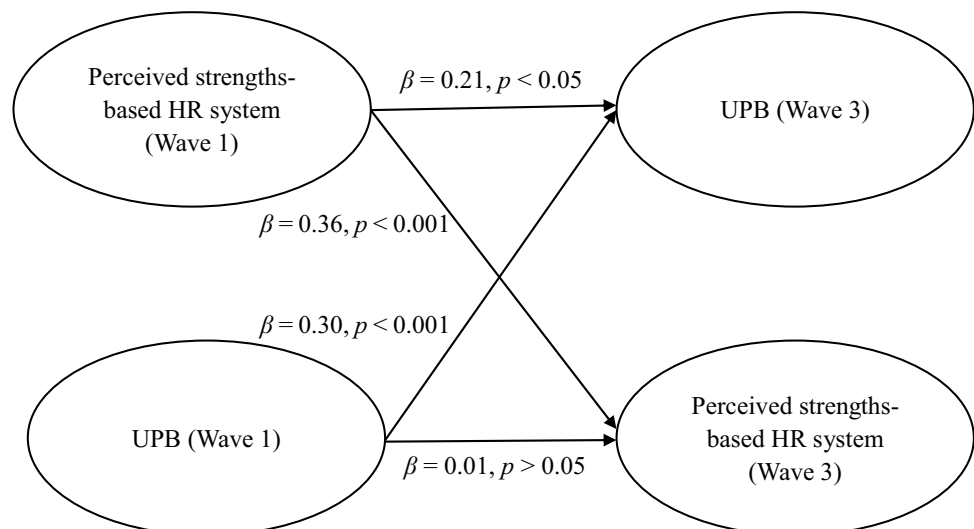 Perceived strengths-
based HR system
(Wave 1)
β = 0.21, p < 0.05
UPB (Wave 3)
β = 0.36, p < 0.001
β = 0.30, p < 0.001
UPB (Wave 1)
β = 0.01, p > 0.05
Perceived strengths-
based HR system
(Wave 3)